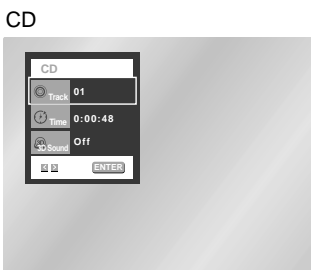 CD
CD
Track 01
Time 0:00:48
3D Sound Off
< > ENTER